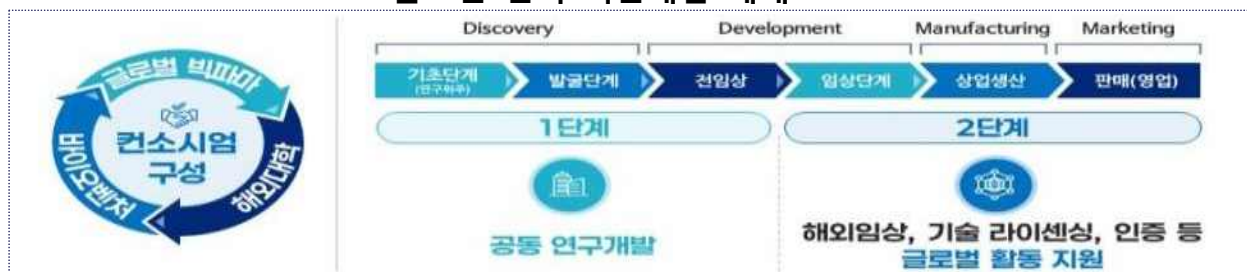 글로벌 빅파마
바이오벤처
해외대학
컨소시엄
구성
Discovery
Development
Manufacturing
Marketing
기초단계
(연구위주)
발굴단계
전임상
임상단계
상업생산
판매(영업)
1단계
2단계
공동 연구개발
해외임상, 기술 라이센싱, 인증 등
글로벌 활동 지원